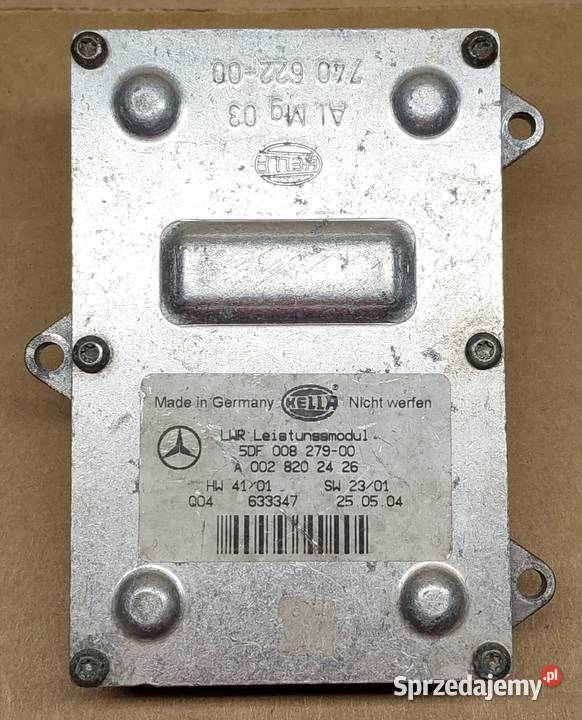 740 622-00
Al Mg 03
HELLA
Made in Germany HELLA Nicht werfen
LWR Leistungsmodul
5DF 008 279-00
A 002 820 24 26
HW 41/01 SW 23/01
Q04 633347 25.05.04
Sprzedajemy.pl